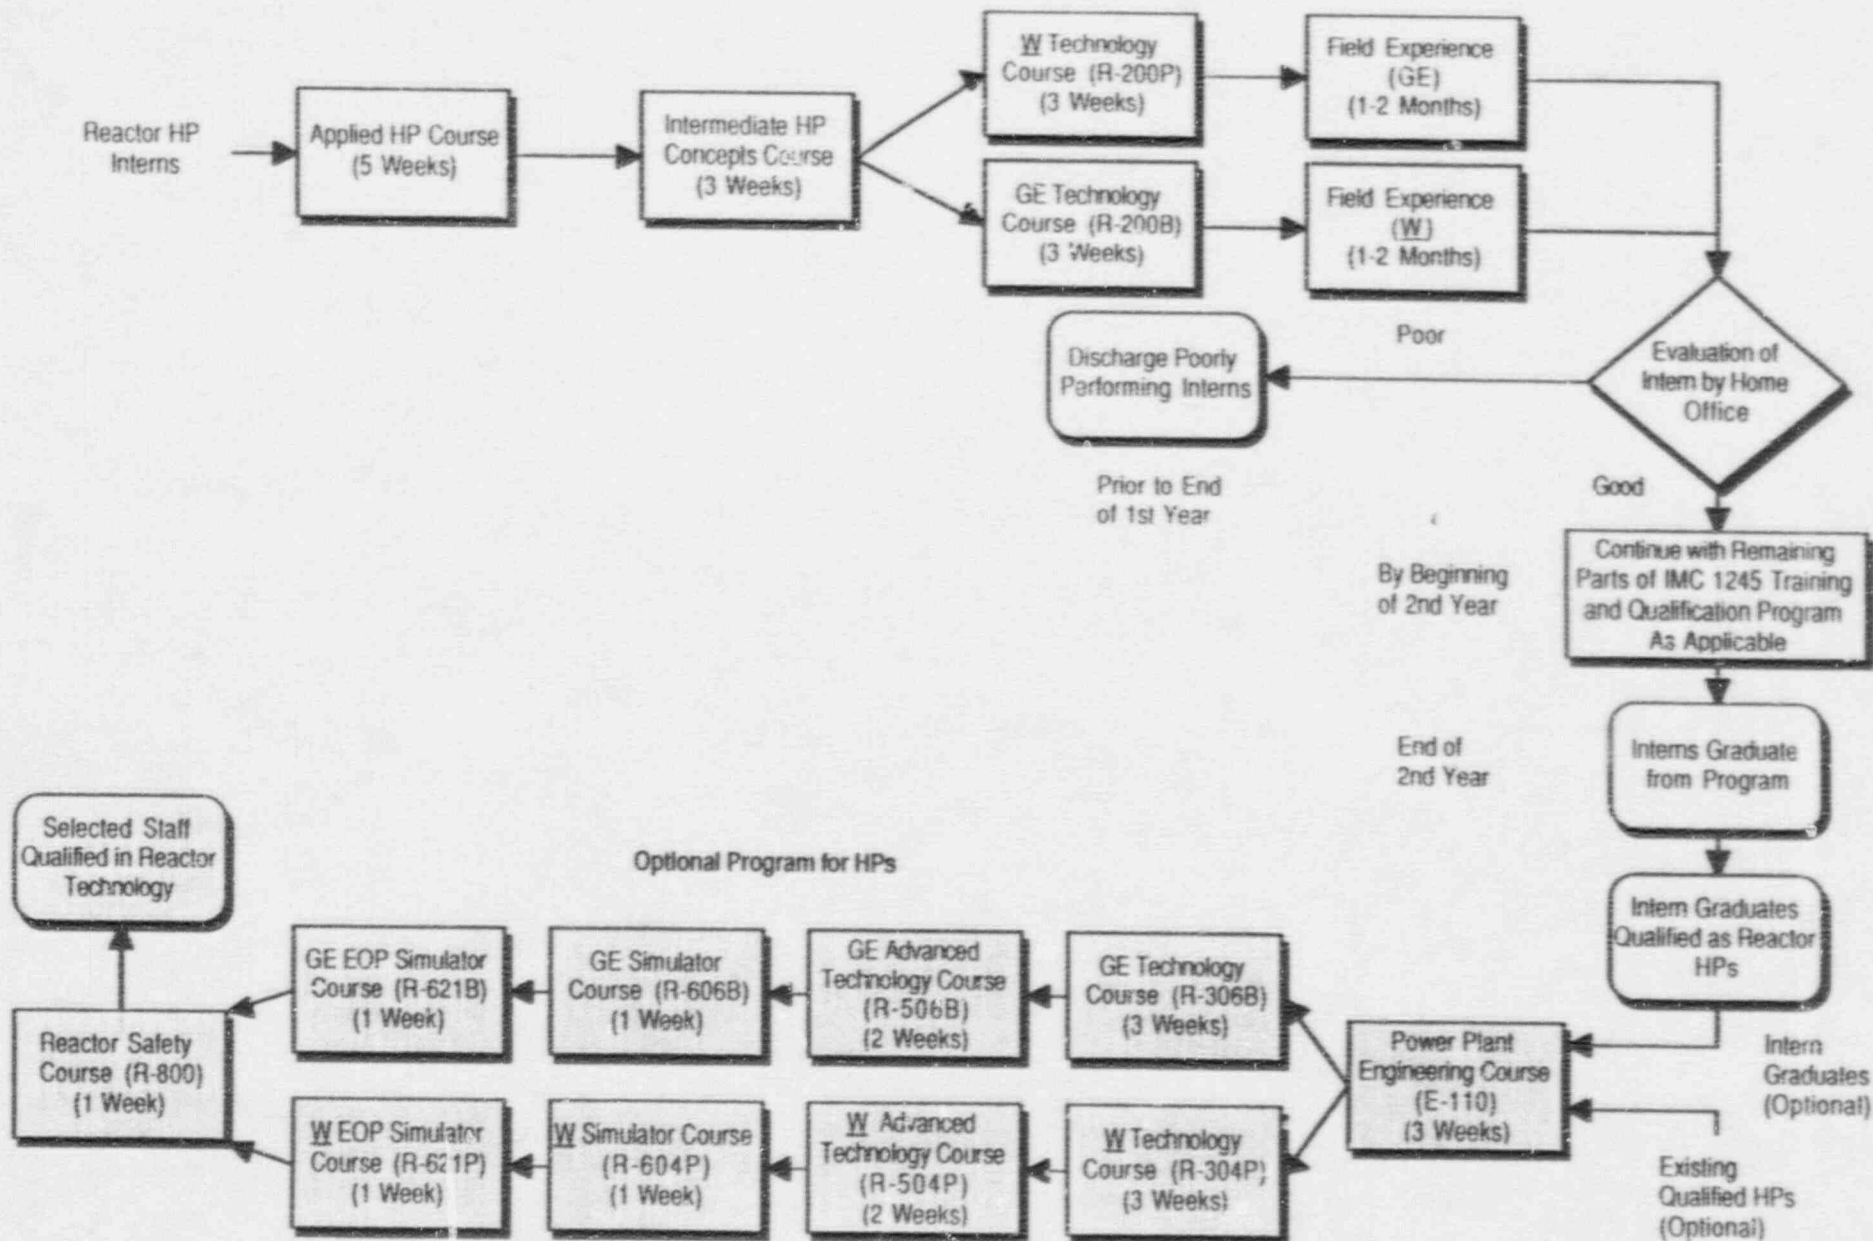 Reactor HP
Interns
Applied HP Course
(5 Weeks)
Intermediate HP
Concepts Course
(3 Weeks)
W Technology
Course (R-200P)
(3 Weeks)
Field Experience
(GE)
(1-2 Months)
GE Technology
Course (R-200B)
(3 Weeks)
Field Experience
(W)
(1-2 Months)
Evaluation of
Intern by Home
Office
Poor
Discharge Poorly
Performing Interns
Prior to End
of 1st Year
Good
Continue with Remaining
Parts of IMC 1245 Training
and Qualification Program
As Applicable
By Beginning
of 2nd Year
Interns Graduate
from Program
End of
2nd Year
Intern Graduates
Qualified as Reactor
HPs
Intern
Graduates
(Optional)
Existing
Qualified HPs
(Optional)
Optional Program for HPs
Power Plant
Engineering Course
(E-110)
(3 Weeks)
GE Technology
Course (R-306B)
(3 Weeks)
GE Advanced
Technology Course
(R-506B)
(2 Weeks)
GE Simulator
Course (R-606B)
(1 Week)
GE EOP Simulator
Course (R-621B)
(1 Week)
W Technology
Course (R-304P)
(3 Weeks)
W Advanced
Technology Course
(R-504P)
(2 Weeks)
W Simulator Course
(R-604P)
(1 Week)
W EOP Simulator
Course (R-621P)
(1 Week)
Reactor Safety
Course (R-800)
(1 Week)
Selected Staff
Qualified in Reactor
Technology